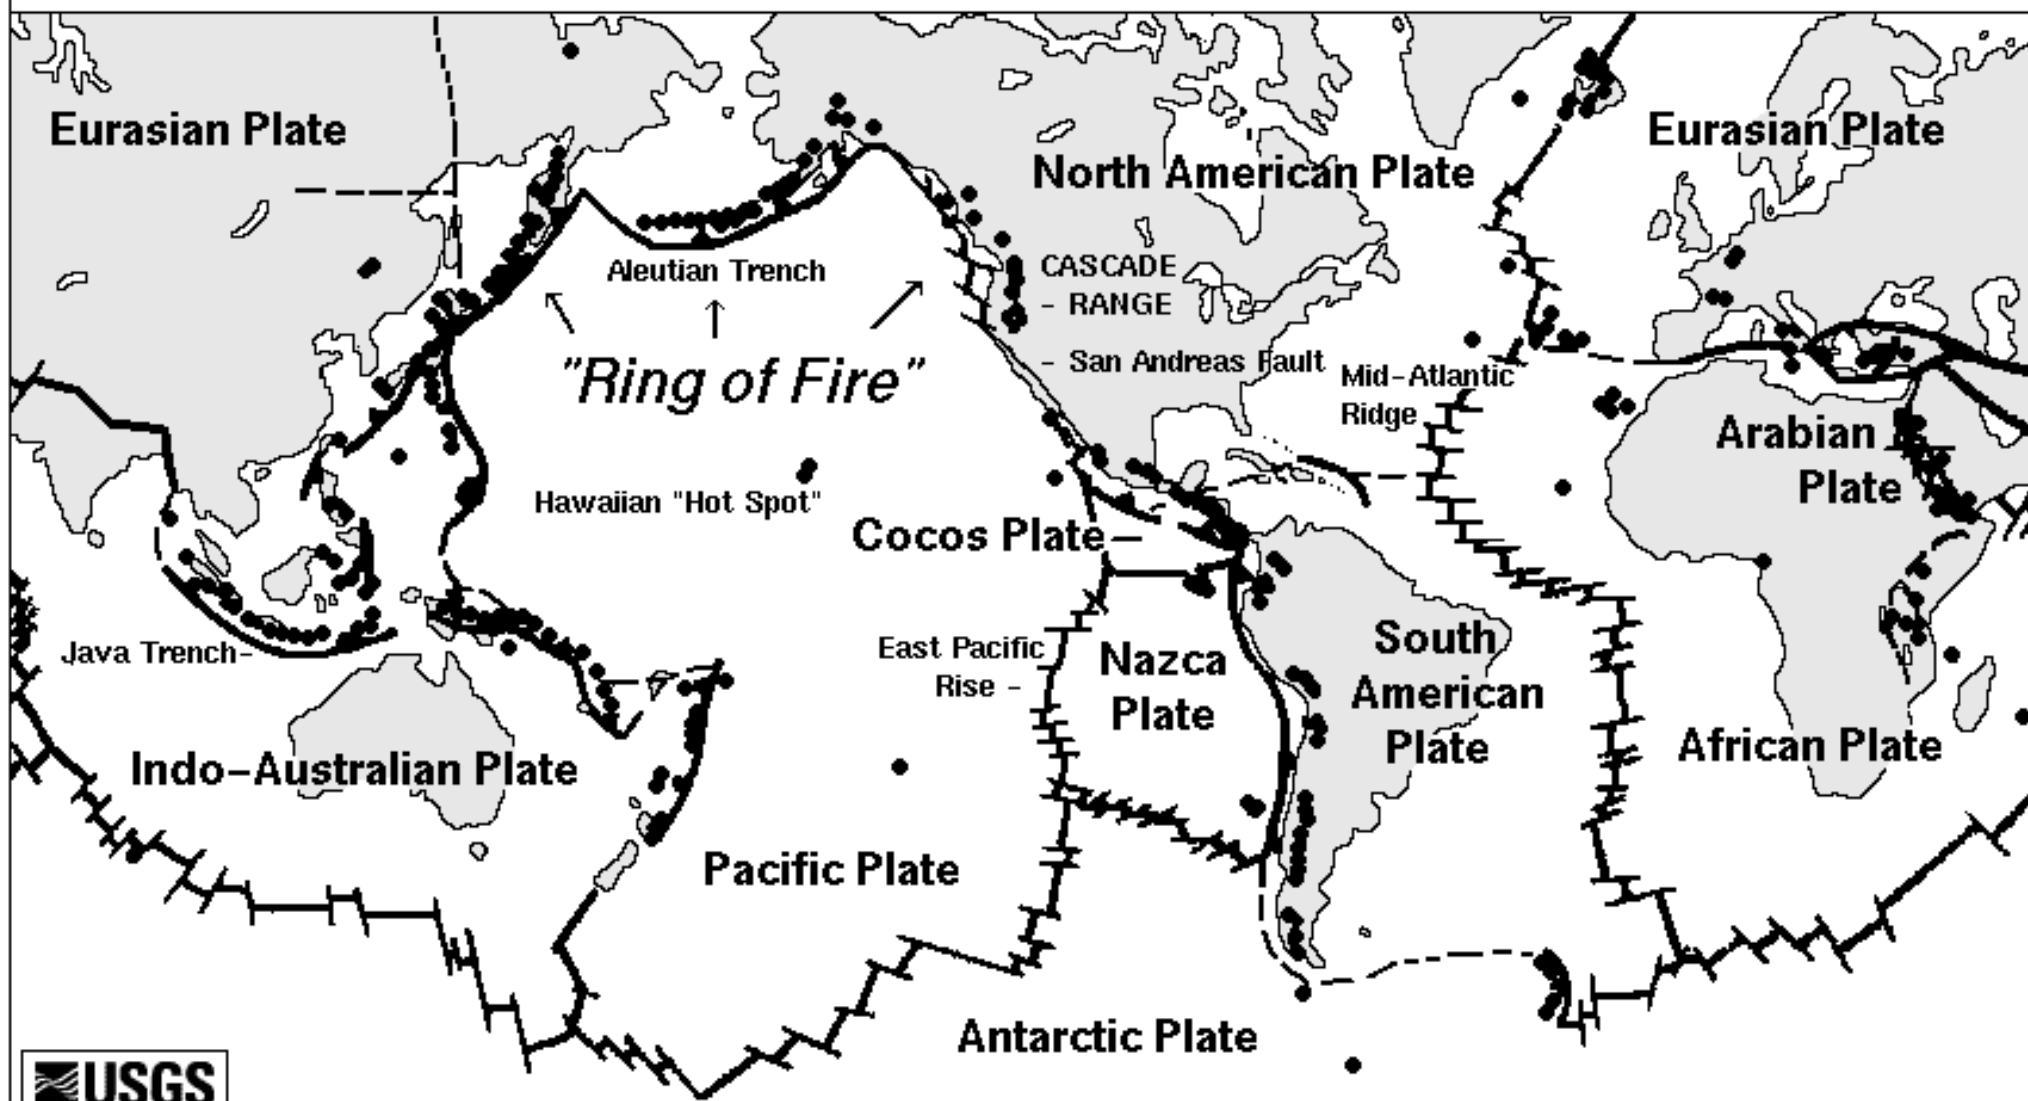 Eurasian Plate
Eurasian Plate
North American Plate
Aleutian Trench
CASCADE
- RANGE
"Ring of Fire"
- San Andreas Fault
Mid-Atlantic
Ridge
Arabian
Plate
Hawaiian "Hot Spot"
Cocos Plate-
Java Trench-
East Pacific
Rise -
Nazca
Plate
South
American
Plate
Indo-Australian Plate
African Plate
Pacific Plate
Antarctic Plate
USGS